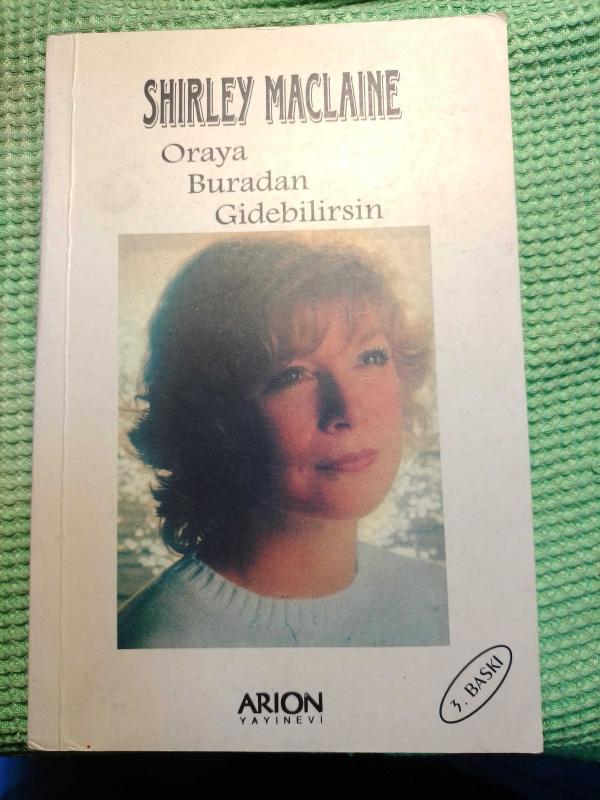 SHIRLEY MACLAINE
Oraya
Buradan
Gidebilirsin
3. BASKI
ARION
YAYINEVİ